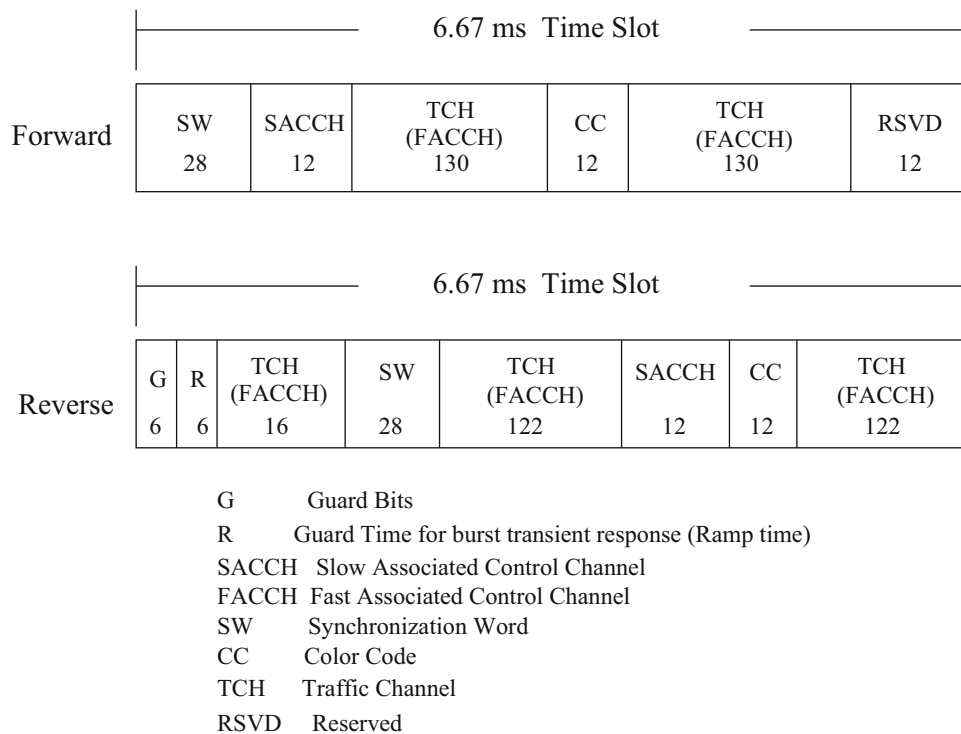 6.67 ms Time Slot
Forward
SW
28
SACCH
12
TCH
(FACCH)
130
CC
12
TCH
(FACCH)
130
RSVD
12
6.67 ms Time Slot
Reverse
G
6
R
6
TCH
(FACCH)
16
SW
28
TCH
(FACCH)
122
SACCH
12
CC
12
TCH
(FACCH)
122
G Guard Bits
R Guard Time for burst transient response (Ramp time)
SACCH Slow Associated Control Channel
FACCH Fast Associated Control Channel
SW Synchronization Word
CC Color Code
TCH Traffic Channel
RSVD Reserved